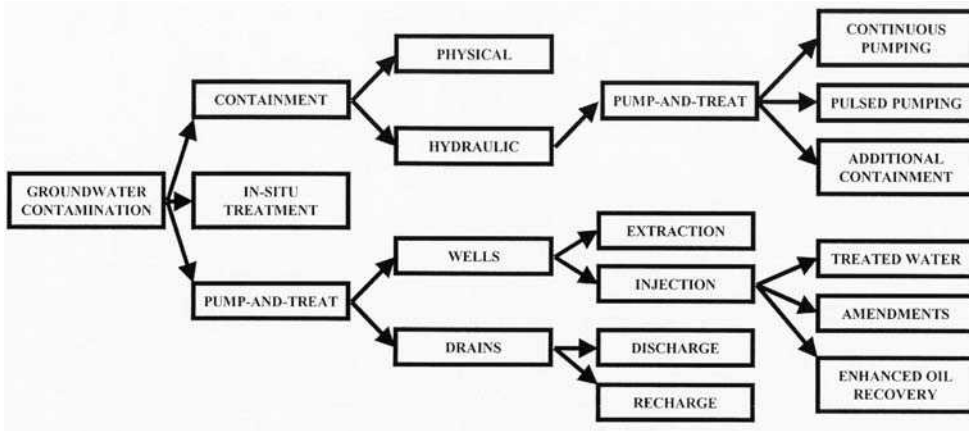 CONTINUOUS
PUMPING
PHYSICAL
CONTAINMENT
PUMP-AND-TREAT
PULSED PUMPING
HYDRAULIC
ADDITIONAL
CONTAINMENT
GROUNDWATER
CONTAMINATION
IN-SITU
TREATMENT
EXTRACTION
WELLS
TREATED WATER
INJECTION
PUMP-AND-TREAT
AMENDMENTS
DRAINS
DISCHARGE
ENHANCED OIL
RECOVERY
RECHARGE